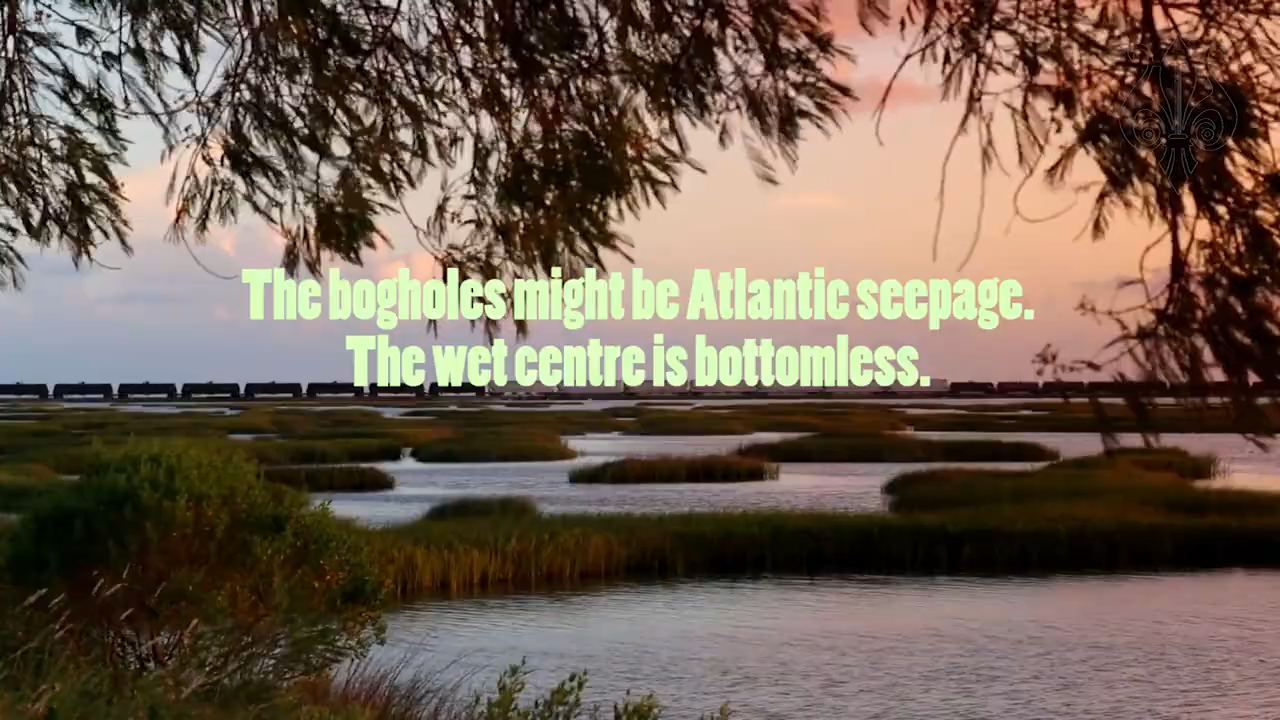 The bogholes might be Atlantic seepage.
The wet centre is bottomless.